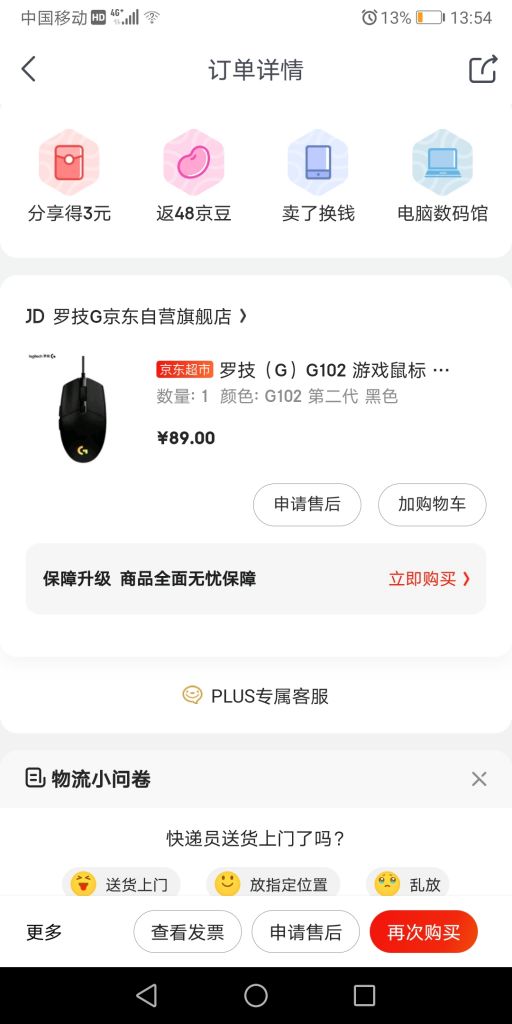 中国移动 HD 4G+ 13% 13:54
订单详情
分享得3元 返48京豆 卖了换钱 电脑数码馆
JD 罗技G京东自营旗舰店
logitech G
京东超市 罗技（G）G102 游戏鼠标 ···
数量: 1 颜色: G102 第二代 黑色
¥89.00
申请售后 加购物车
保障升级 商品全面无忧保障 立即购买
PLUS专属客服
物流小问卷
快递员送货上门了吗?
送货上门 放指定位置 乱放
更多 查看发票 申请售后 再次购买